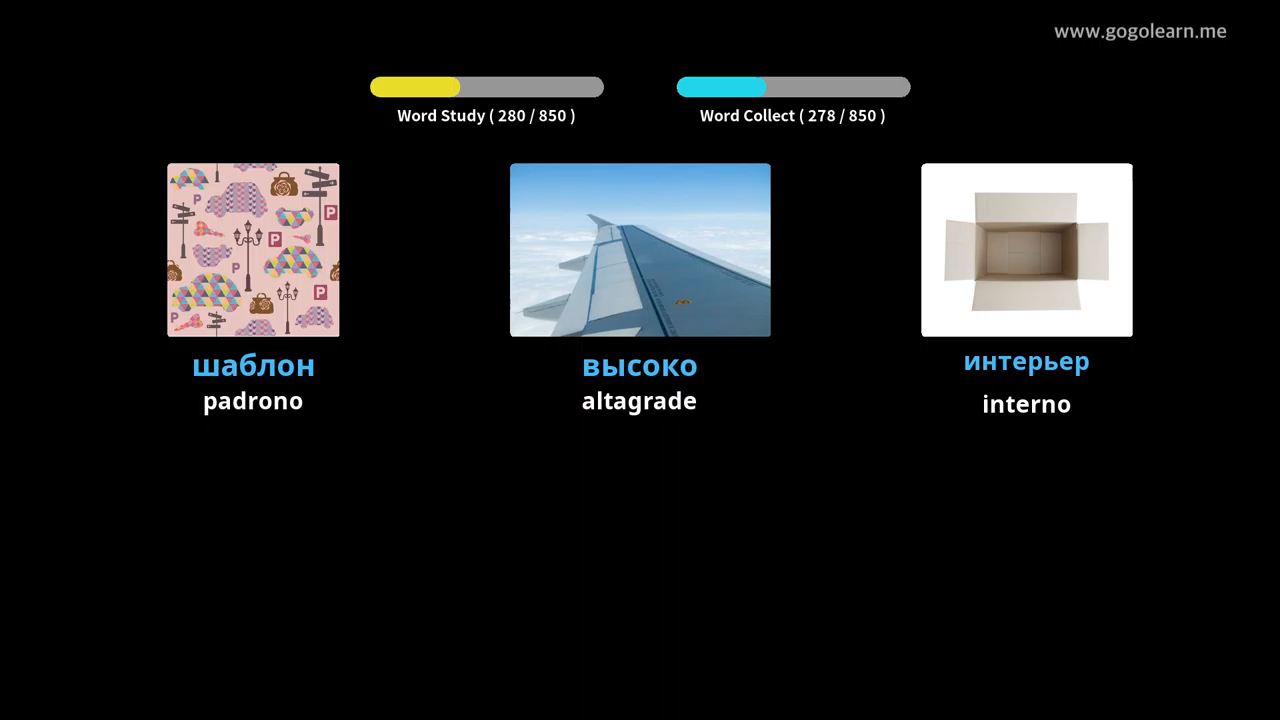 www.gogolearn.me
Word Study ( 280 / 850 )
Word Collect ( 278 / 850 )
P
P
P
P
P
P
шаблон
padrono
высоко
altagrade
интерьер
interno